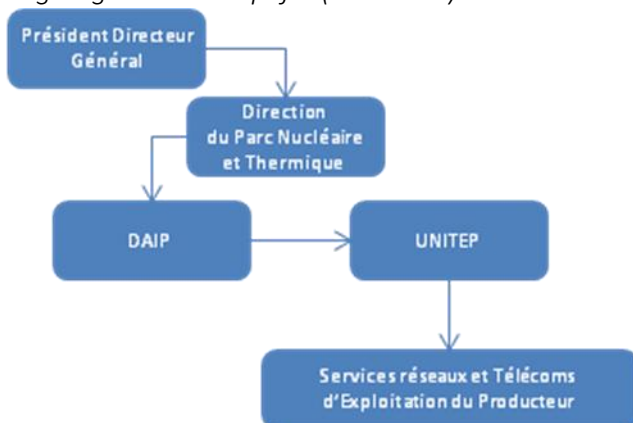 Président Directeur
Général
Direction
du Parc Nucléaire
et Thermique
DAIP
UNITEP
Services réseaux et Télécoms
d'Exploitation du Producteur